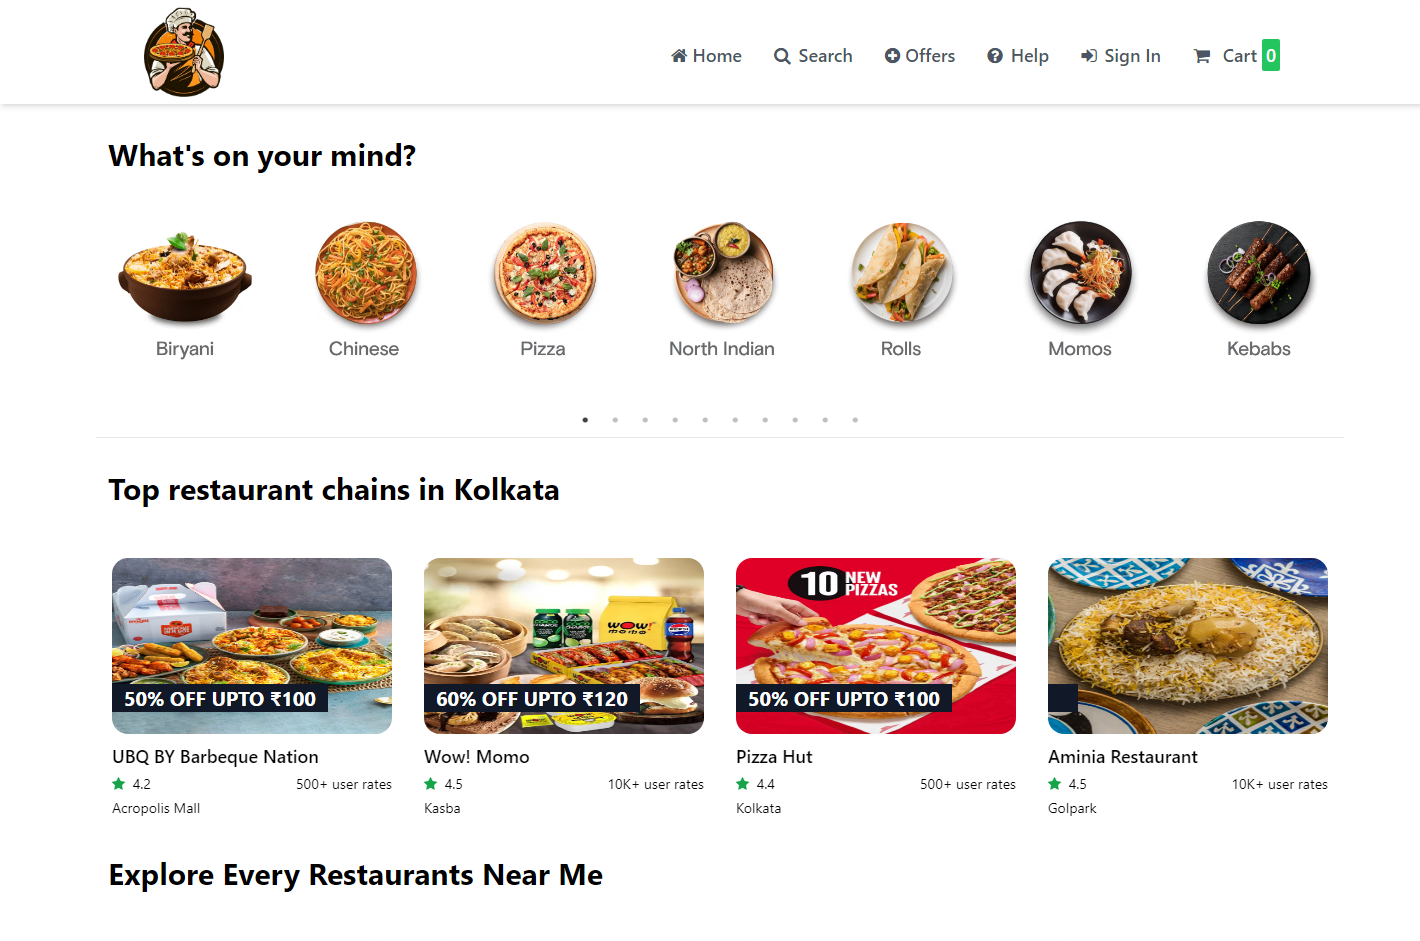 Home Search Offers Help Sign In Cart 0
What's on your mind?
Biryani Chinese Pizza North Indian Rolls Momos Kebabs
Top restaurant chains in Kolkata
10 NEW PIZZAS
WOW! MOMO
50% OFF UPTO ₹100 60% OFF UPTO ₹120 50% OFF UPTO ₹100
UBQ BY Barbeque Nation Wow! Momo Pizza Hut Aminia Restaurant
4.2 500+ user rates 4.5 10K+ user rates 4.4 500+ user rates 4.5 10K+ user rates
Acropolis Mall Kasba Kolkata Golpark
Explore Every Restaurants Near Me